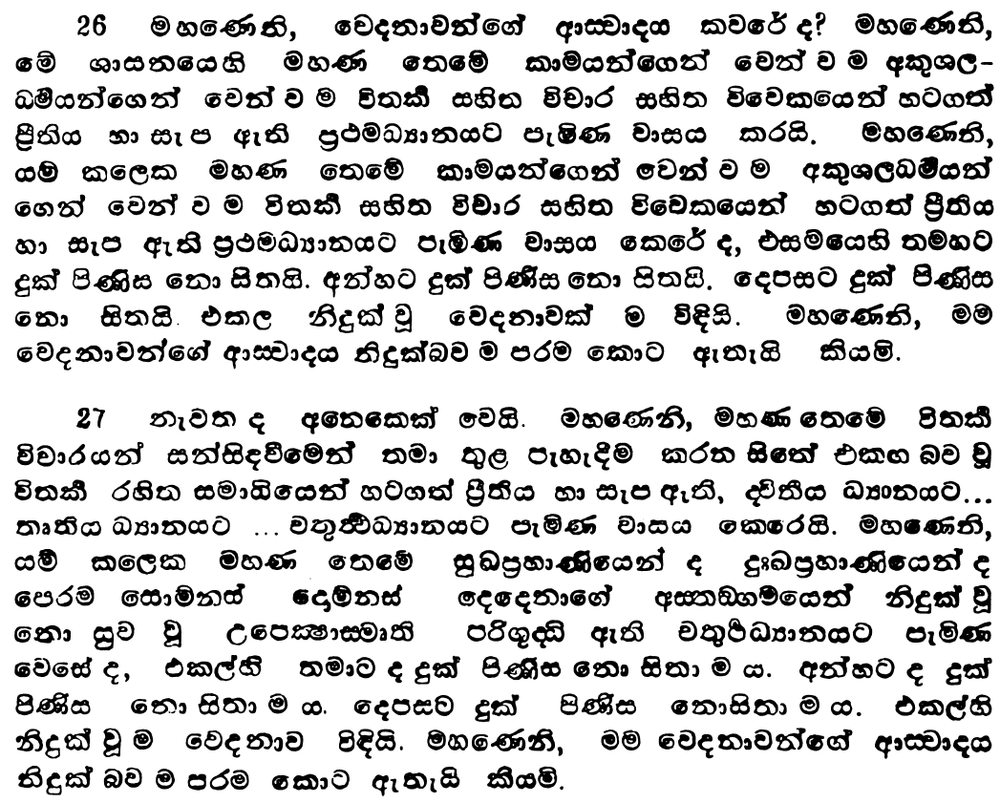 26 මහණෙනි, වෙදනාවන්ගේ ආස්වාදය කවරේ ද? මහණෙනි,
මේ ශාසනයෙහි මහණ තෙමේ කාමයන්ගෙන් වෙන් ව ම අකුශල-
ධර්‍මයන්ගෙන් වෙන් ව ම විතර්‍ක සහිත විචාර සහිත විවෙකයෙන් හටගත්
ප්‍රීතිය හා සැප ඇති ප්‍රථමධ්‍යානයට පැමිණ වාසය කරයි. මහණෙනි,
යම් කලෙක මහණ තෙමේ කාමයන්ගෙන් වෙන් ව ම අකුශලධර්‍මයන්
ගෙන් වෙන් ව ම විතර්‍ක සහිත විචාර සහිත විවෙකයෙන් හටගත් ප්‍රීතිය
හා සැප ඇති ප්‍රථමධ්‍යානයට පැමිණ වාසය කෙරේ ද, එසමයෙහි තමහට
දුක් පිණිස නො සිතයි. අන්හට දුක් පිණිස නො සිතයි. දෙපසට දුක් පිණිස
නො සිතයි. එකල නිදුක් වූ වෙදනාවක් ම විඳියි. මහණෙනි, මම
වෙදනාවන්ගේ ආස්වාදය නිදුක්බව ම පරම කොට ඇතැයි කියමි.
27 නැවත ද අනෙකෙක් වෙයි. මහණෙනි, මහණ තෙමේ විතර්‍ක
විචාරයන් සන්සිඳවීමෙන් තමා තුළ පැහැදීම කරන සිතේ එකඟ බව වූ
විතර්‍ක රහිත සමාධියෙන් හටගත් ප්‍රීතිය හා සැප ඇති, ද්විතීය ධ්‍යානයට...
තෘතිය ධ්‍යානයට ... චතුර්‍ථධ්‍යානයට පැමිණ වාසය කෙරෙයි. මහණෙනි,
යම් කලෙක මහණ තෙමේ සුඛප්‍රහාණියෙන් ද දුඃඛප්‍රහාණියෙන් ද
පෙරම සොම්නස් දොම්නස් දෙදෙනාගේ අස්තඞ්ගමයෙන් නිදුක් වූ
නො සුව වූ උපෙක්‍ෂාස්මෘති පරිශුද්ධි ඇති චතුර්‍ථධ්‍යානයට පැමිණ
වෙසේ ද, එකල්හි තමාට ද දුක් පිණිස නො සිතා ම ය. අන්හට ද දුක්
පිණිස නො සිතා ම ය. දෙපසට දුක් පිණිස නොසිතා ම ය. එකල්හි
නිදුක් වූ ම වෙදනාව විඳියි. මහණෙනි, මම වෙදනාවන්ගේ ආස්වාදය
නිදුක් බව ම පරම කොට ඇතැයි කියමි.